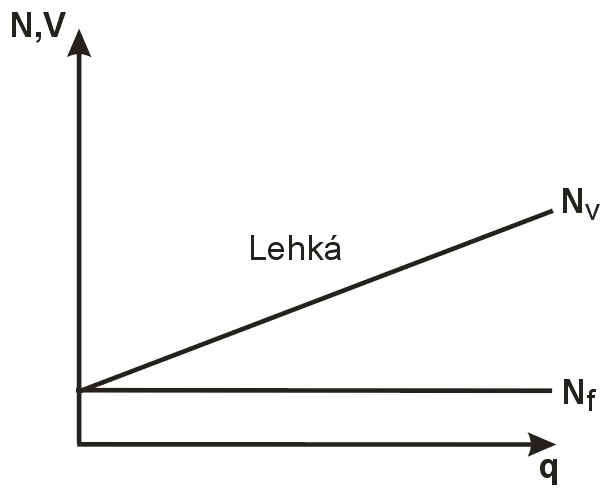 N,V
N_V
Lehká
N_f
q